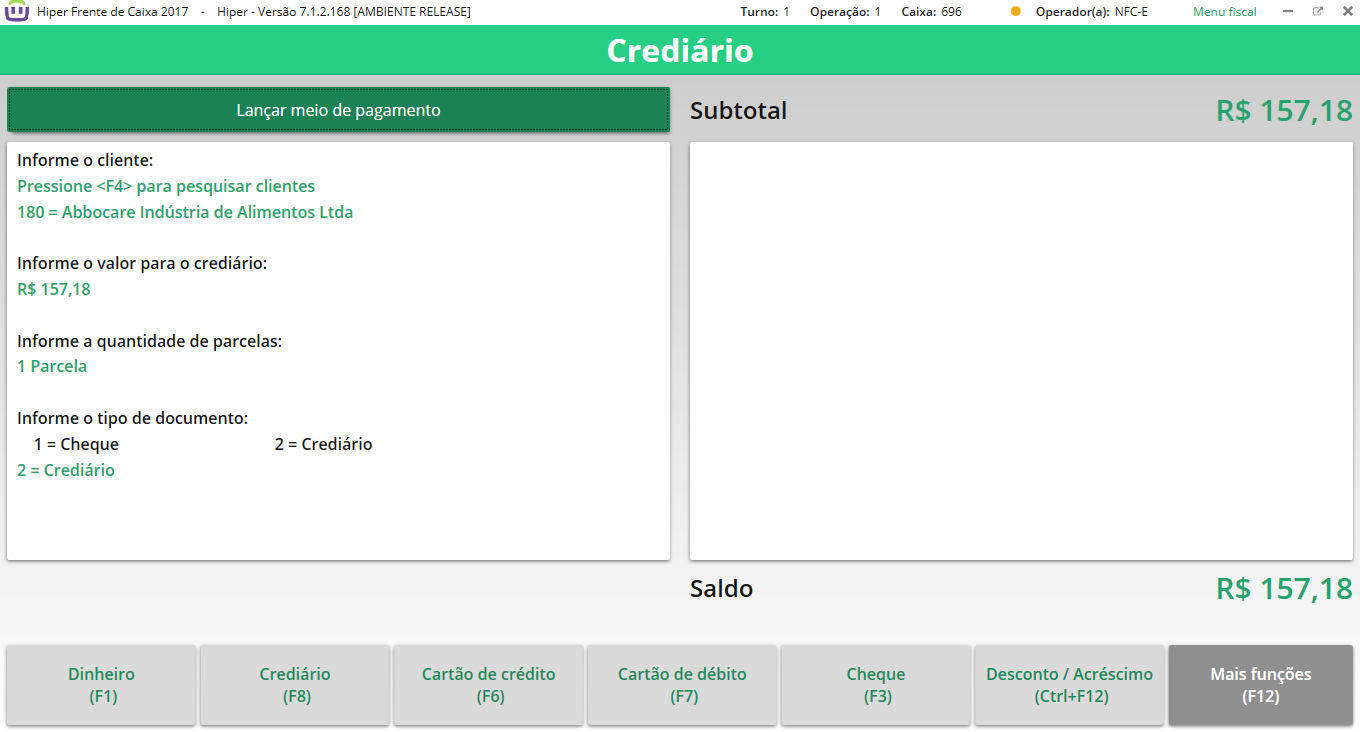 Hiper Frente de Caixa 2017 - Hiper - Versão 7.1.2.168 [AMBIENTE RELEASE] Turno: 1 Operação: 1 Caixa: 696 Operador(a): NFC-E Menu fiscal
Crediário
Lançar meio de pagamento
Subtotal R$ 157,18
Informe o cliente:
Pressione <F4> para pesquisar clientes
180 = Abbocare Indústria de Alimentos Ltda
Informe o valor para o crediário:
R$ 157,18
Informe a quantidade de parcelas:
1 Parcela
Informe o tipo de documento:
1 = Cheque 2 = Crediário
2 = Crediário
Saldo R$ 157,18
Dinheiro
(F1)
Crediário
(F8)
Cartão de crédito
(F6)
Cartão de débito
(F7)
Cheque
(F3)
Desconto / Acréscimo
(Ctrl+F12)
Mais funções
(F12)